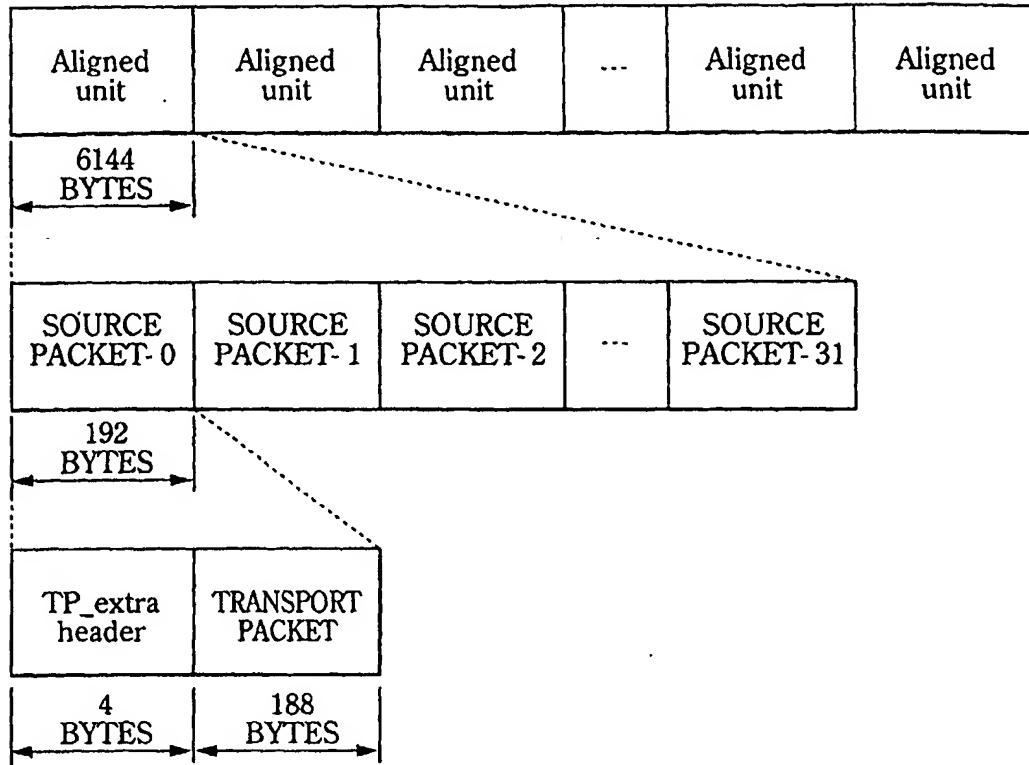 Aligned unit
Aligned unit
Aligned unit
---
Aligned unit
Aligned unit
6144
BYTES
SOURCE PACKET-0
SOURCE PACKET-1
SOURCE PACKET-2
---
SOURCE PACKET-31
192
BYTES
TP_extra header
TRANSPORT PACKET
4
BYTES
188
BYTES